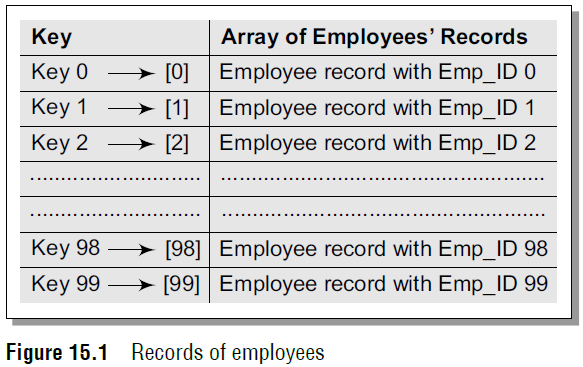 Key Array of Employees' Records
Key 0 → [0] Employee record with Emp_ID 0
Key 1 → [1] Employee record with Emp_ID 1
Key 2 → [2] Employee record with Emp_ID 2
............................ ..................................................
............................ ..................................................
Key 98 → [98] Employee record with Emp_ID 98
Key 99 → [99] Employee record with Emp_ID 99
Figure 15.1 Records of employees